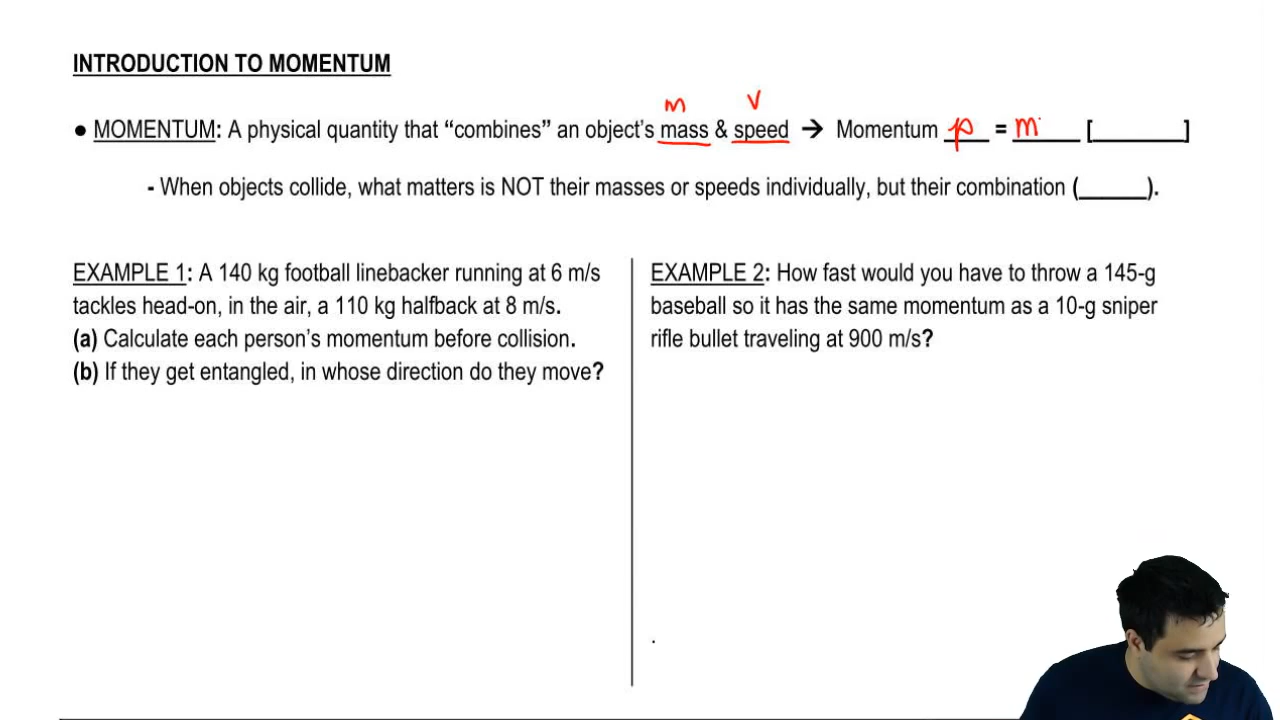 INTRODUCTION TO MOMENTUM
m v
● MOMENTUM: A physical quantity that “combines” an object’s mass & speed → Momentum p = m [_______]
- When objects collide, what matters is NOT their masses or speeds individually, but their combination (_____).
EXAMPLE 1: A 140 kg football linebacker running at 6 m/s
tackles head-on, in the air, a 110 kg halfback at 8 m/s.
(a) Calculate each person’s momentum before collision.
(b) If they get entangled, in whose direction do they move?
EXAMPLE 2: How fast would you have to throw a 145-g
baseball so it has the same momentum as a 10-g sniper
rifle bullet traveling at 900 m/s?